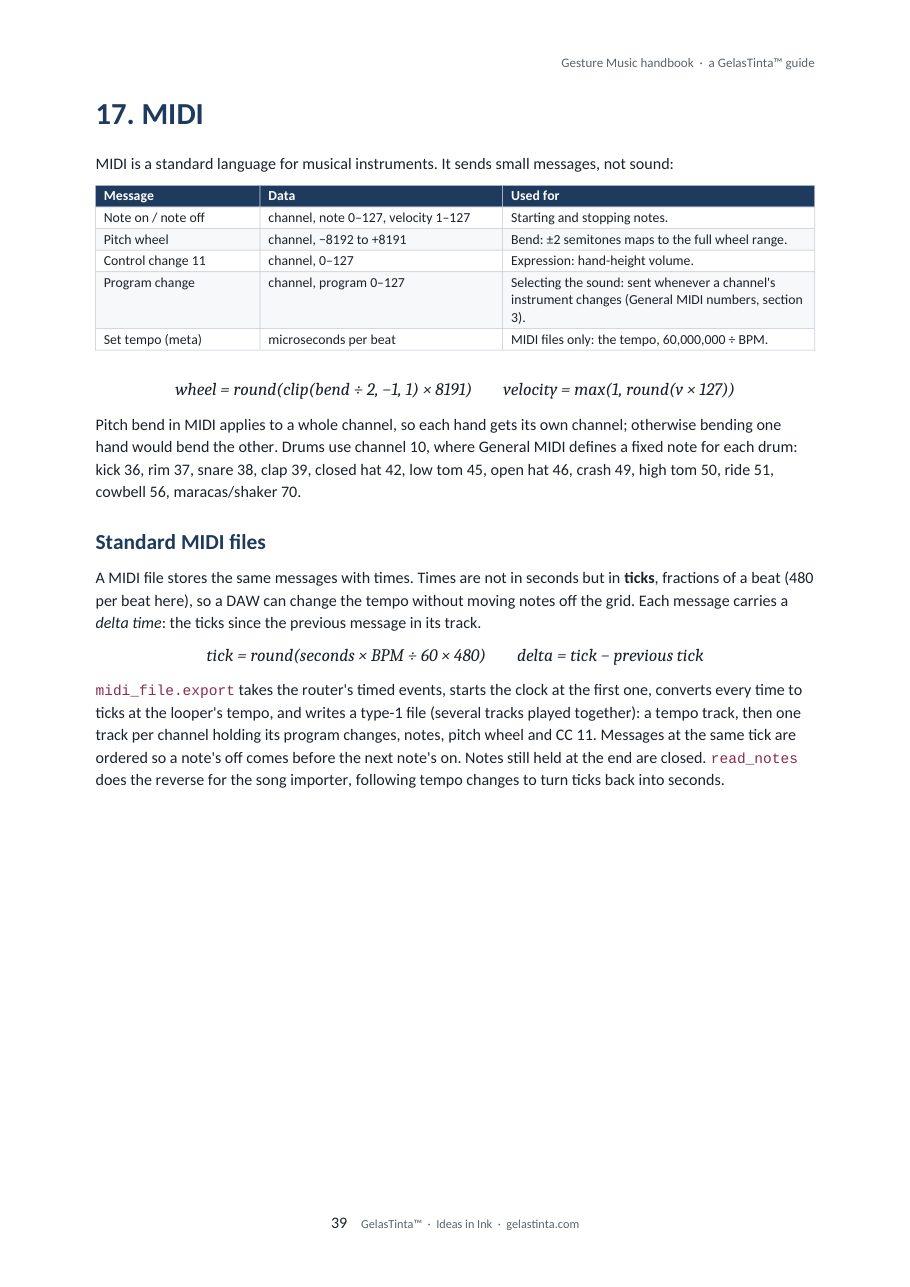 Gesture Music handbook · a GelasTinta™ guide
17. MIDI
MIDI is a standard language for musical instruments. It sends small messages, not sound:
Message Data Used for
Note on / note off channel, note 0–127, velocity 1–127 Starting and stopping notes.
Pitch wheel channel, −8192 to +8191 Bend: ±2 semitones maps to the full wheel range.
Control change 11 channel, 0–127 Expression: hand-height volume.
Program change channel, program 0–127 Selecting the sound: sent whenever a channel's
instrument changes (General MIDI numbers, section
3).
Set tempo (meta) microseconds per beat MIDI files only: the tempo, 60,000,000 ÷ BPM.
wheel = round(clip(bend ÷ 2, −1, 1) × 8191) velocity = max(1, round(v × 127))
Pitch bend in MIDI applies to a whole channel, so each hand gets its own channel; otherwise bending one
hand would bend the other. Drums use channel 10, where General MIDI defines a fixed note for each drum:
kick 36, rim 37, snare 38, clap 39, closed hat 42, low tom 45, open hat 46, crash 49, high tom 50, ride 51,
cowbell 56, maracas/shaker 70.
Standard MIDI files
A MIDI file stores the same messages with times. Times are not in seconds but in ticks, fractions of a beat (480
per beat here), so a DAW can change the tempo without moving notes off the grid. Each message carries a
delta time: the ticks since the previous message in its track.
tick = round(seconds × BPM ÷ 60 × 480) delta = tick − previous tick
midi_file.export takes the router's timed events, starts the clock at the first one, converts every time to
ticks at the looper's tempo, and writes a type-1 file (several tracks played together): a tempo track, then one
track per channel holding its program changes, notes, pitch wheel and CC 11. Messages at the same tick are
ordered so a note's off comes before the next note's on. Notes still held at the end are closed. read_notes
does the reverse for the song importer, following tempo changes to turn ticks back into seconds.
39 GelasTinta™ · Ideas in Ink · gelastinta.com